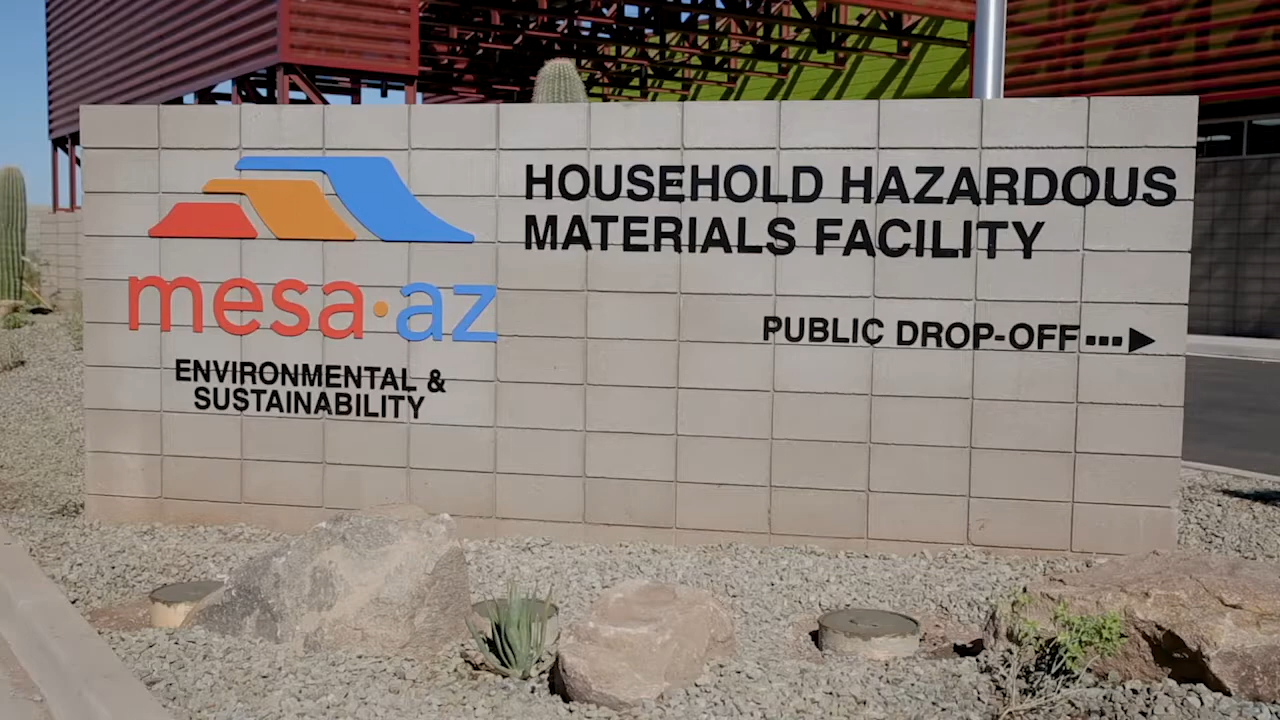 mesa·az
ENVIRONMENTAL &
SUSTAINABILITY
HOUSEHOLD HAZARDOUS
MATERIALS FACILITY
PUBLIC DROP-OFF